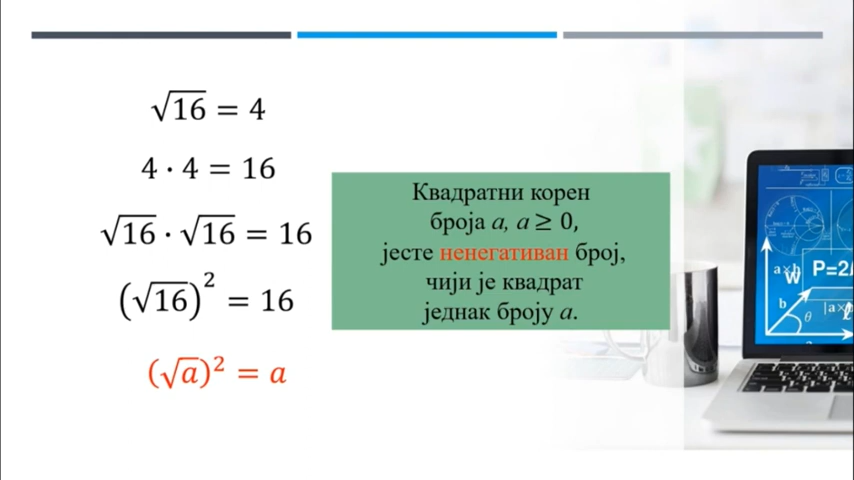 √16 = 4
4 · 4 = 16
√16 · √16 = 16
(√16)² = 16
(√a)² = a
Квадратни корен
броја a, a ≥ 0,
јесте ненегативан број,
чији је квадрат
једнак броју a.
a×b
W
P=2
b
θ
|a×